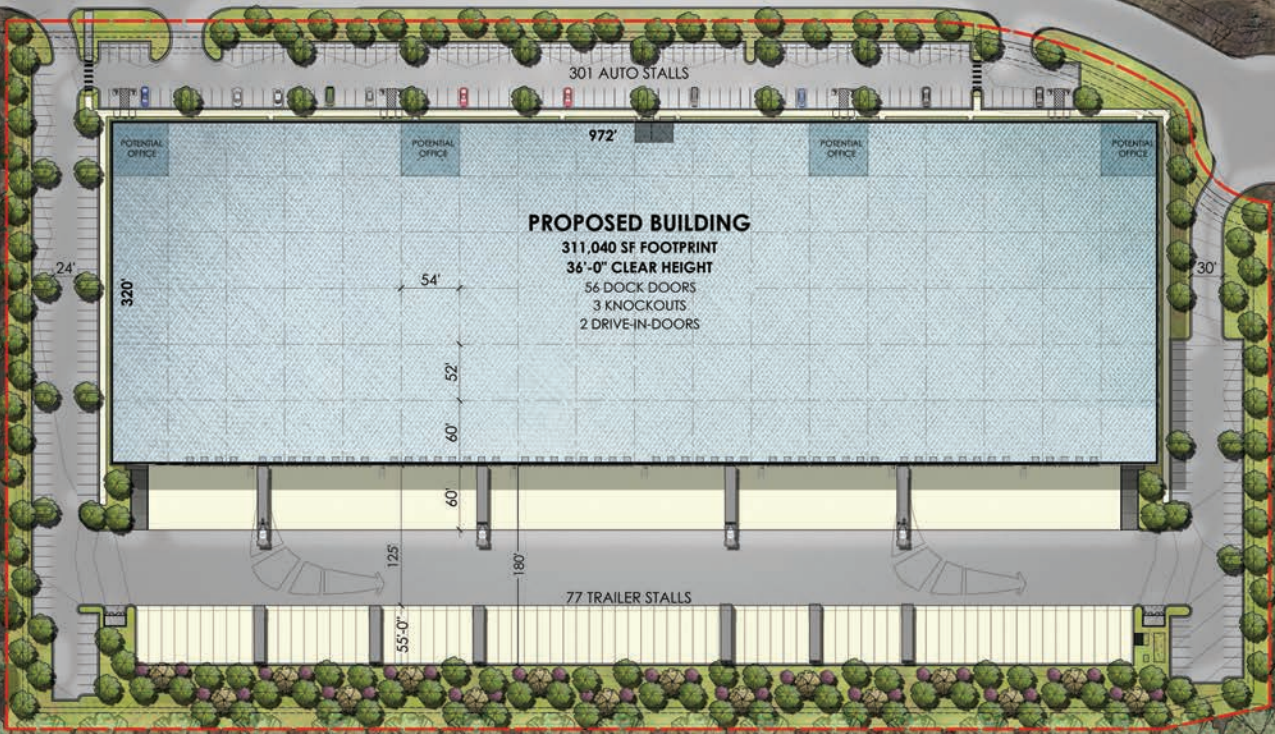 301 AUTO STALLS
972'
POTENTIAL
OFFICE
POTENTIAL
OFFICE
POTENTIAL
OFFICE
POTENTIAL
OFFICE
PROPOSED BUILDING
311,040 SF FOOTPRINT
36'-0" CLEAR HEIGHT
56 DOCK DOORS
3 KNOCKOUTS
2 DRIVE-IN-DOORS
24'
320'
54'
30'
52'
60'
60'
125'
180'
77 TRAILER STALLS
55'-0"